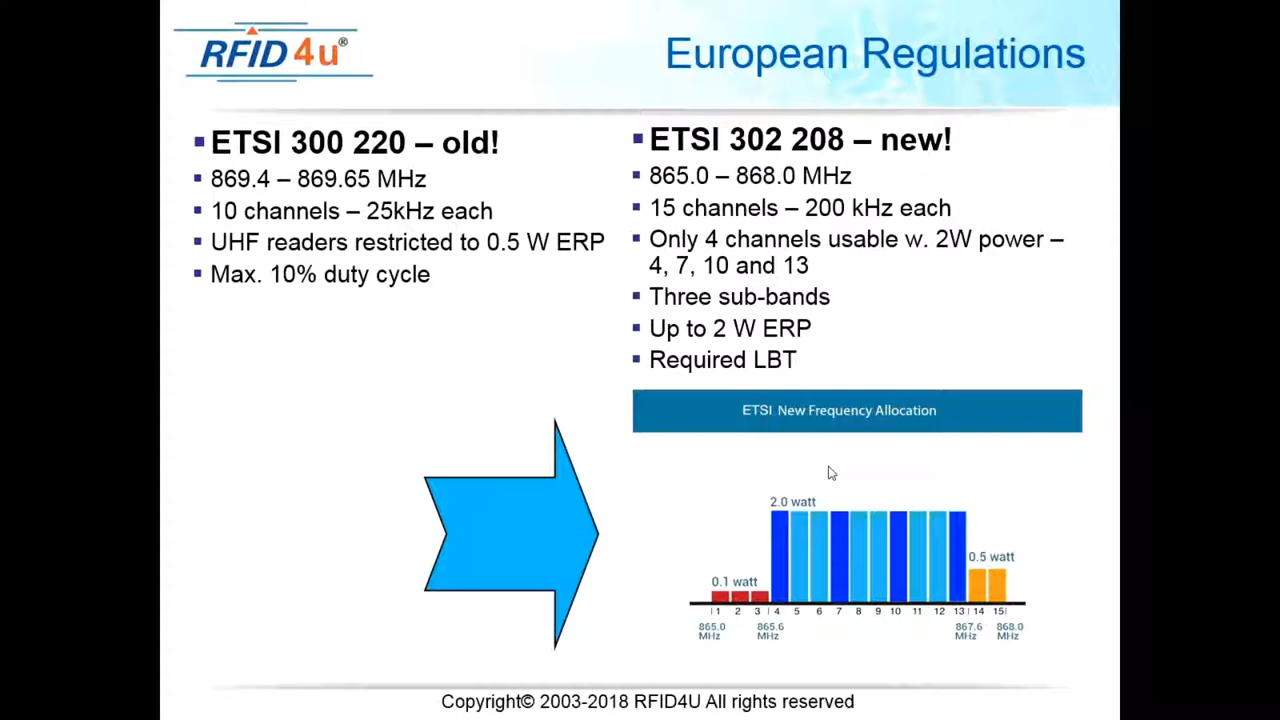 RFID4u®
European Regulations
ETSI 300 220 – old!
869.4 – 869.65 MHz
10 channels – 25kHz each
UHF readers restricted to 0.5 W ERP
Max. 10% duty cycle
ETSI 302 208 – new!
865.0 – 868.0 MHz
15 channels – 200 kHz each
Only 4 channels usable w. 2W power –
4, 7, 10 and 13
Three sub-bands
Up to 2 W ERP
Required LBT
ETSI New Frequency Allocation
2.0 watt
0.5 watt
0.1 watt
1 2 3 4 5 6 7 8 9 10 11 12 13 14 15
865.0 865.6 867.6 868.0
MHz MHz MHz MHz
Copyright© 2003-2018 RFID4U All rights reserved